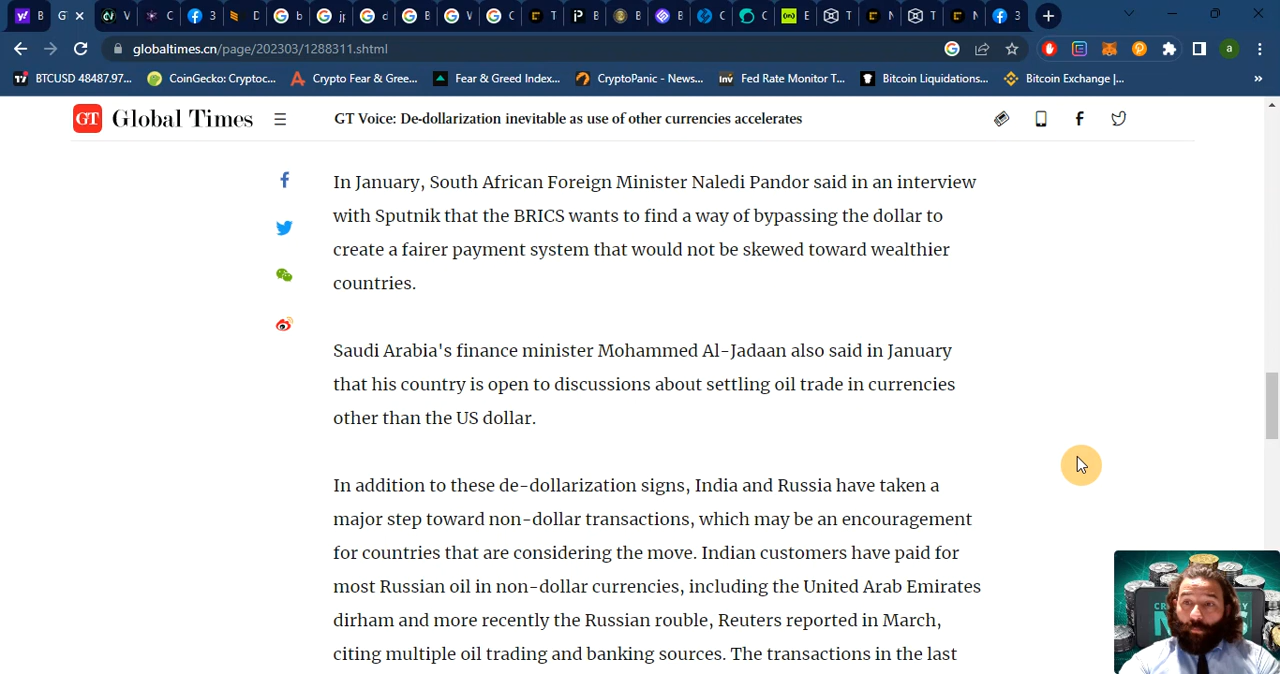 B
G
V
C
3
D
b
jp
d
B
W
C
T
B
B
B
C
C
E
T
N
T
N
3
globaltimes.cn/page/202303/1288311.shtml
a
BTCUSD 48487.97...
CoinGecko: Cryptoc...
Crypto Fear & Gree...
Fear & Greed Index...
CryptoPanic - News...
Fed Rate Monitor T...
Bitcoin Liquidations...
Bitcoin Exchange |...
»
GT Global Times
GT Voice: De-dollarization inevitable as use of other currencies accelerates
In January, South African Foreign Minister Naledi Pandor said in an interview
with Sputnik that the BRICS wants to find a way of bypassing the dollar to
create a fairer payment system that would not be skewed toward wealthier
countries.
Saudi Arabia's finance minister Mohammed Al-Jadaan also said in January
that his country is open to discussions about settling oil trade in currencies
other than the US dollar.
In addition to these de-dollarization signs, India and Russia have taken a
major step toward non-dollar transactions, which may be an encouragement
for countries that are considering the move. Indian customers have paid for
most Russian oil in non-dollar currencies, including the United Arab Emirates
dirham and more recently the Russian rouble, Reuters reported in March,
citing multiple oil trading and banking sources. The transactions in the last